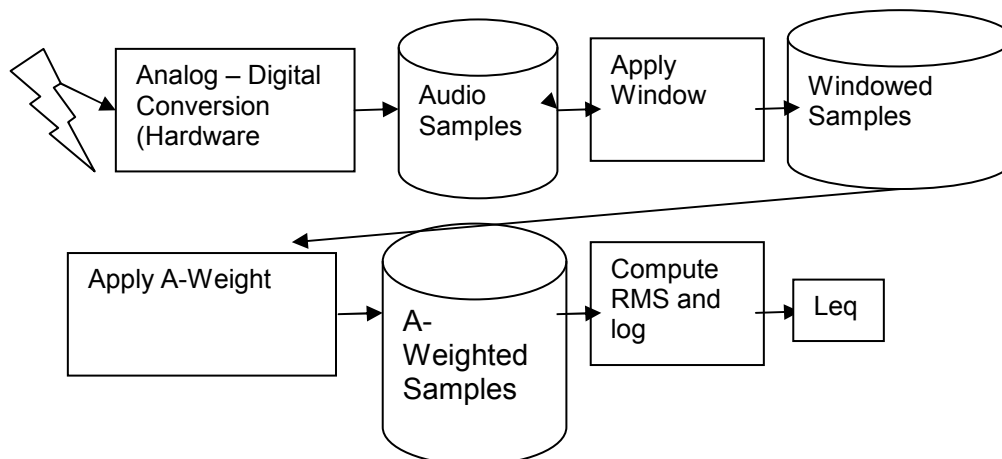 Analog – Digital
Conversion
(Hardware
Audio
Samples
Apply
Window
Windowed
Samples
Apply A-Weight
A-
Weighted
Samples
Compute
RMS and
log
Leq